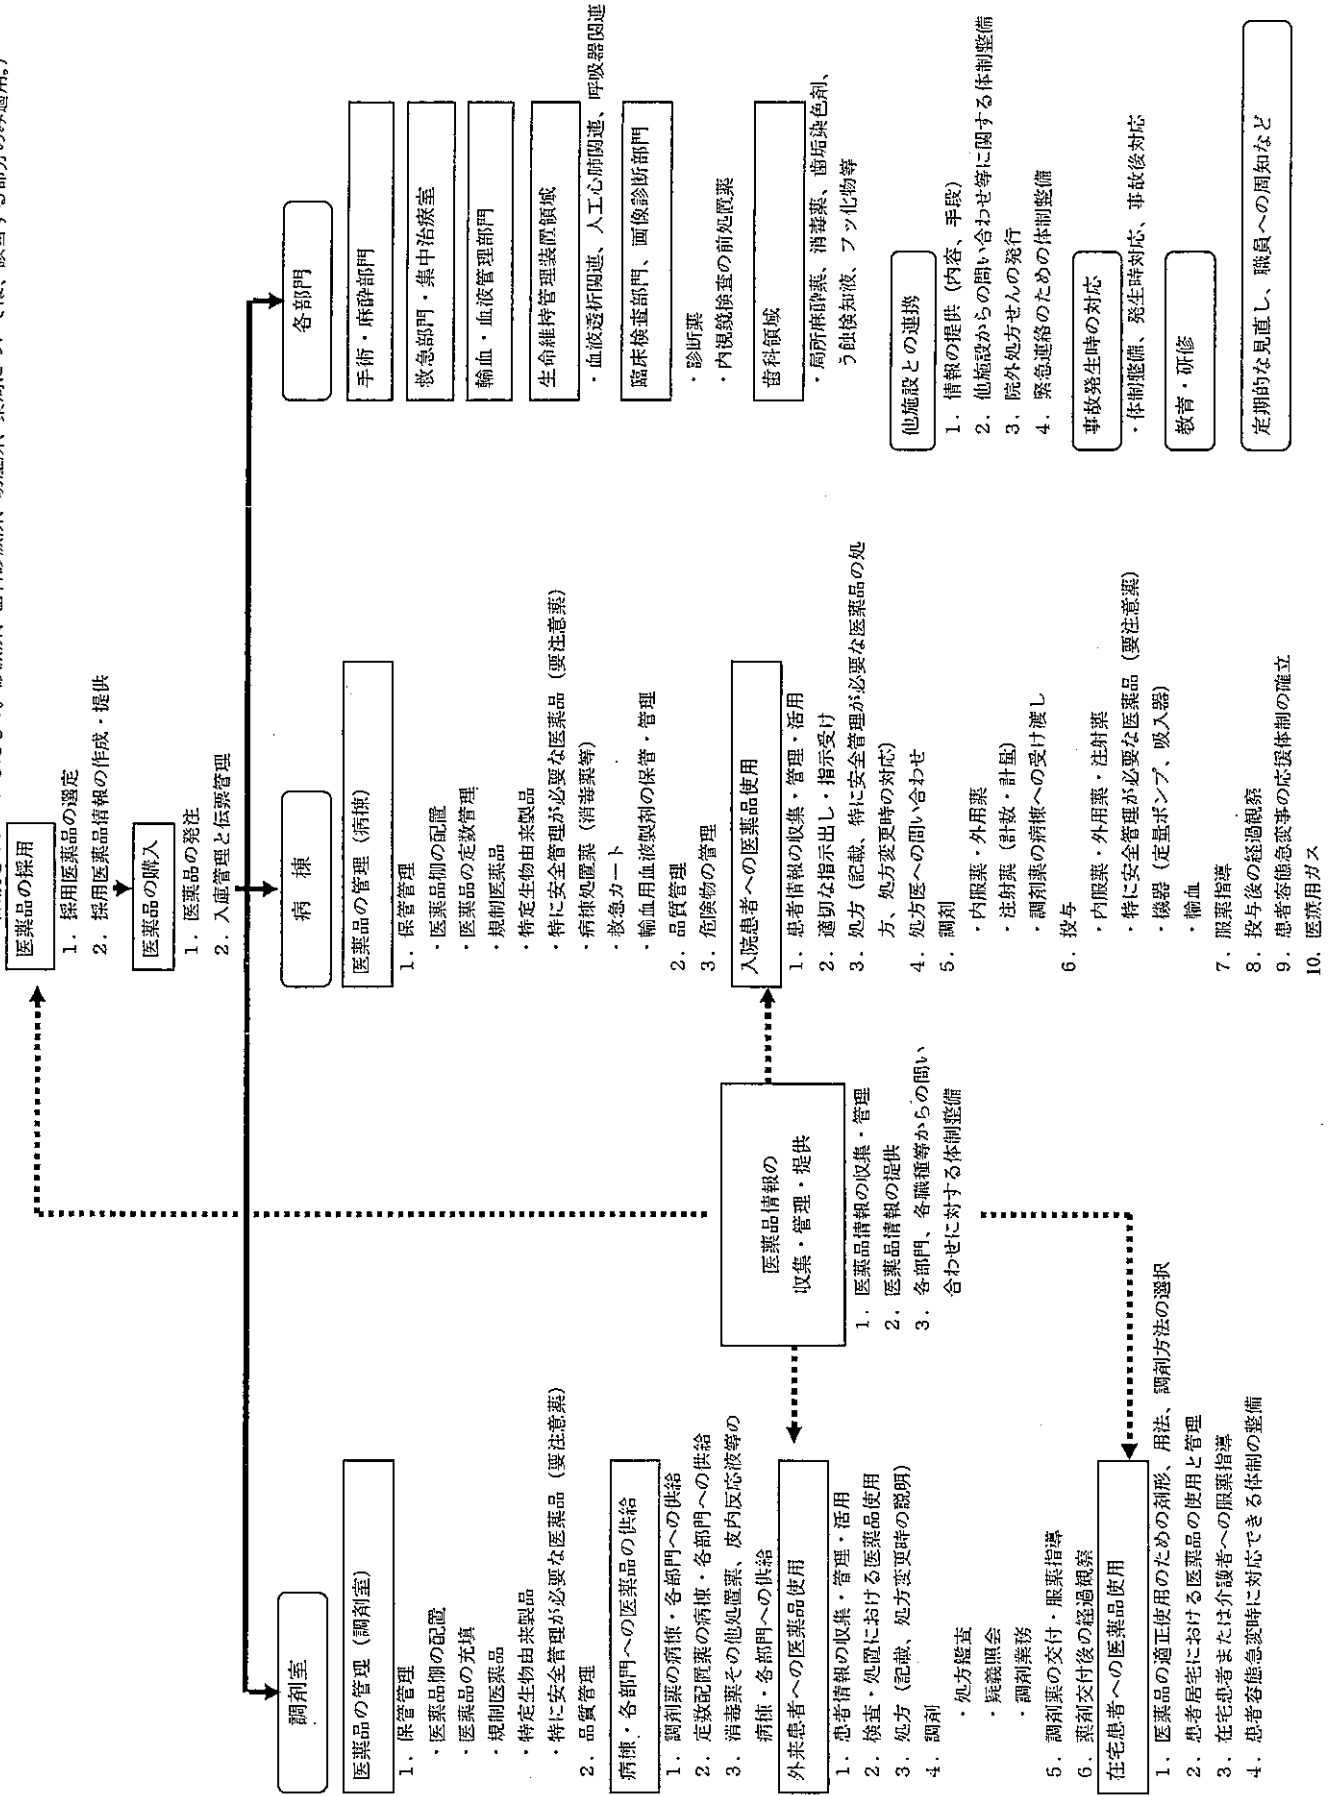 医薬品の採用
1．採用医薬品の選定
2．採用医薬品情報の作成・提供
医薬品の購入
1．医薬品の発注
2．入庫管理と伝票管理
調剤室
医薬品の管理（調剤室）
1．保管管理
・医薬品棚の配置
・医薬品の充填
・規制医薬品
・特定生物由来製品
・特に安全管理が必要な医薬品（要注意薬）
2．品質管理
病棟・各部門への医薬品の供給
1．調剤薬の病棟・各部門への供給
2．定数配置薬の病棟・各部門への供給
3．消毒薬その他処置薬、皮内反応液等の
病棟・各部門への供給
外来患者への医薬品使用
1．患者情報の収集・管理・活用
2．検査・処置における医薬品使用
3．処方（記載、処方変更時の説明）
4．調剤
・処方鑑査
・疑義照会
・調剤業務
5．調剤薬の交付・服薬指導
6．薬剤交付後の経過観察
在宅患者への医薬品使用
1．医薬品の適正使用のための剤形、用法、調剤方法の選択
2．患者居宅における医薬品の使用と管理
3．在宅患者または介護者への服薬指導
4．患者容態急変時に対応できる体制の整備
医薬品情報の
収集・管理・提供
1．医薬品情報の収集・管理
2．医薬品情報の提供
3．各部門、各職種等からの問い
合わせに対する体制整備
病　棟
医薬品の管理（病棟）
1．保管管理
・医薬品棚の配置
・医薬品の定数管理
・規制医薬品
・特定生物由来製品
・特に安全管理が必要な医薬品（要注意薬）
・病棟処置薬（消毒薬等）
・救急カート
・輸血用血液製剤の保管・管理
2．品質管理
3．危険物の管理
入院患者への医薬品使用
1．患者情報の収集・管理・活用
2．適切な指示出し・指示受け
3．処方（記載、特に安全管理が必要な医薬品の処
方、処方変更時の対応）
4．処方医への問い合わせ
5．調剤
・内服薬・外用薬
・注射薬（計数・計量）
・調剤薬の病棟への受け渡し
6．投与
・内服薬・外用薬・注射薬
・特に安全管理が必要な医薬品（要注意薬）
・機器（定量ポンプ、吸入器）
・輸血
7．服薬指導
8．投与後の経過観察
9．患者容態急変事の応援体制の確立
10．医療用ガス
各部門
手術・麻酔部門
救急部門・集中治療室
輸血・血液管理部門
生命維持管理装置領域
・血液透析関連、人工心肺関連、呼吸器関連
臨床検査部門、画像診断部門
・診断薬
・内視鏡検査の前処置薬
歯科領域
・局所麻酔薬、消毒薬、歯垢染色剤、
う蝕検知液、フッ化物等
他施設との連携
1．情報の提供（内容、手段）
2．他施設からの問い合わせ等に関する体制整備
3．院外処方せんの発行
4．緊急連絡のための体制整備
事故発生時の対応
・体制整備、発生時対応、事故後対応
教育・研修
定期的な見直し、職員への周知など